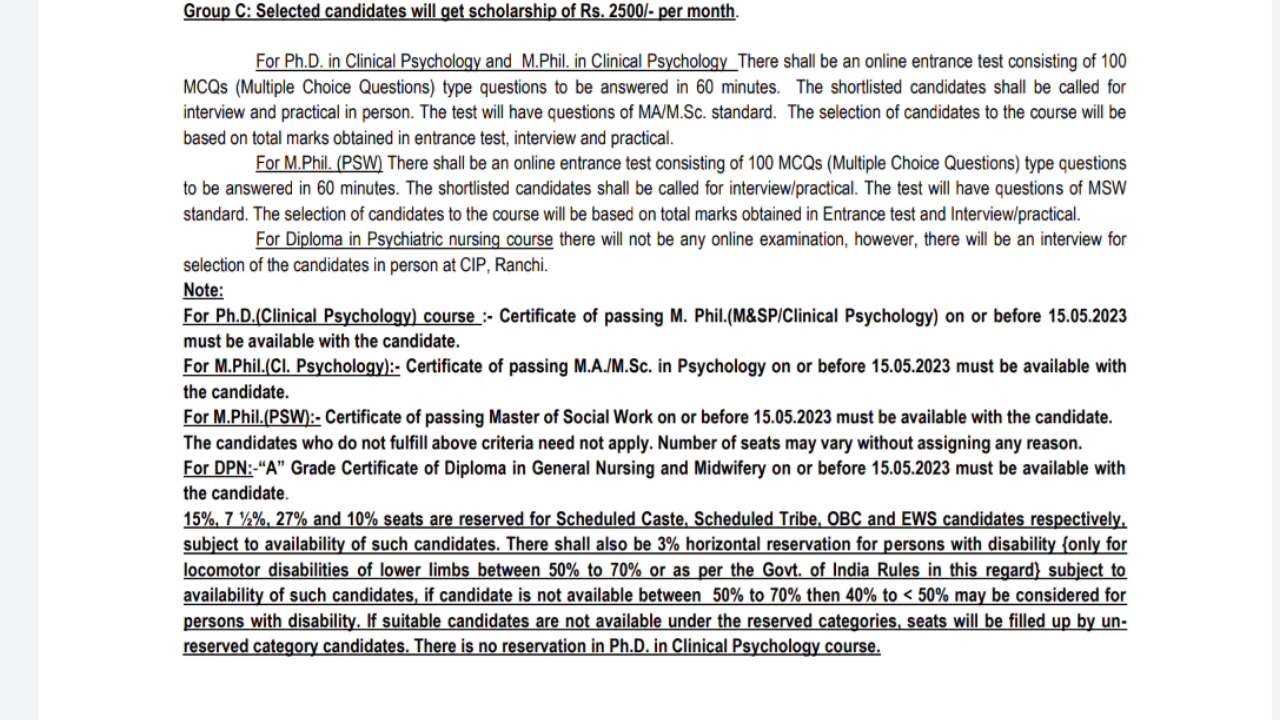 Group C: Selected candidates will get scholarship of Rs. 2500/- per month.
For Ph.D. in Clinical Psychology and M.Phil. in Clinical Psychology There shall be an online entrance test consisting of 100
MCQs (Multiple Choice Questions) type questions to be answered in 60 minutes. The shortlisted candidates shall be called for
interview and practical in person. The test will have questions of MA/M.Sc. standard. The selection of candidates to the course will be
based on total marks obtained in entrance test, interview and practical.
For M.Phil. (PSW) There shall be an online entrance test consisting of 100 MCQs (Multiple Choice Questions) type questions
to be answered in 60 minutes. The shortlisted candidates shall be called for interview/practical. The test will have questions of MSW
standard. The selection of candidates to the course will be based on total marks obtained in Entrance test and Interview/practical.
For Diploma in Psychiatric nursing course there will not be any online examination, however, there will be an interview for
selection of the candidates in person at CIP, Ranchi.
Note:
For Ph.D.(Clinical Psychology) course :- Certificate of passing M. Phil.(M&SP/Clinical Psychology) on or before 15.05.2023
must be available with the candidate.
For M.Phil.(Cl. Psychology):- Certificate of passing M.A./M.Sc. in Psychology on or before 15.05.2023 must be available with
the candidate.
For M.Phil.(PSW):- Certificate of passing Master of Social Work on or before 15.05.2023 must be available with the candidate.
The candidates who do not fulfill above criteria need not apply. Number of seats may vary without assigning any reason.
For DPN:-“A” Grade Certificate of Diploma in General Nursing and Midwifery on or before 15.05.2023 must be available with
the candidate.
15%, 7 ½%, 27% and 10% seats are reserved for Scheduled Caste, Scheduled Tribe, OBC and EWS candidates respectively,
subject to availability of such candidates. There shall also be 3% horizontal reservation for persons with disability {only for
locomotor disabilities of lower limbs between 50% to 70% or as per the Govt. of India Rules in this regard} subject to
availability of such candidates, if candidate is not available between 50% to 70% then 40% to < 50% may be considered for
persons with disability. If suitable candidates are not available under the reserved categories, seats will be filled up by un-
reserved category candidates. There is no reservation in Ph.D. in Clinical Psychology course.